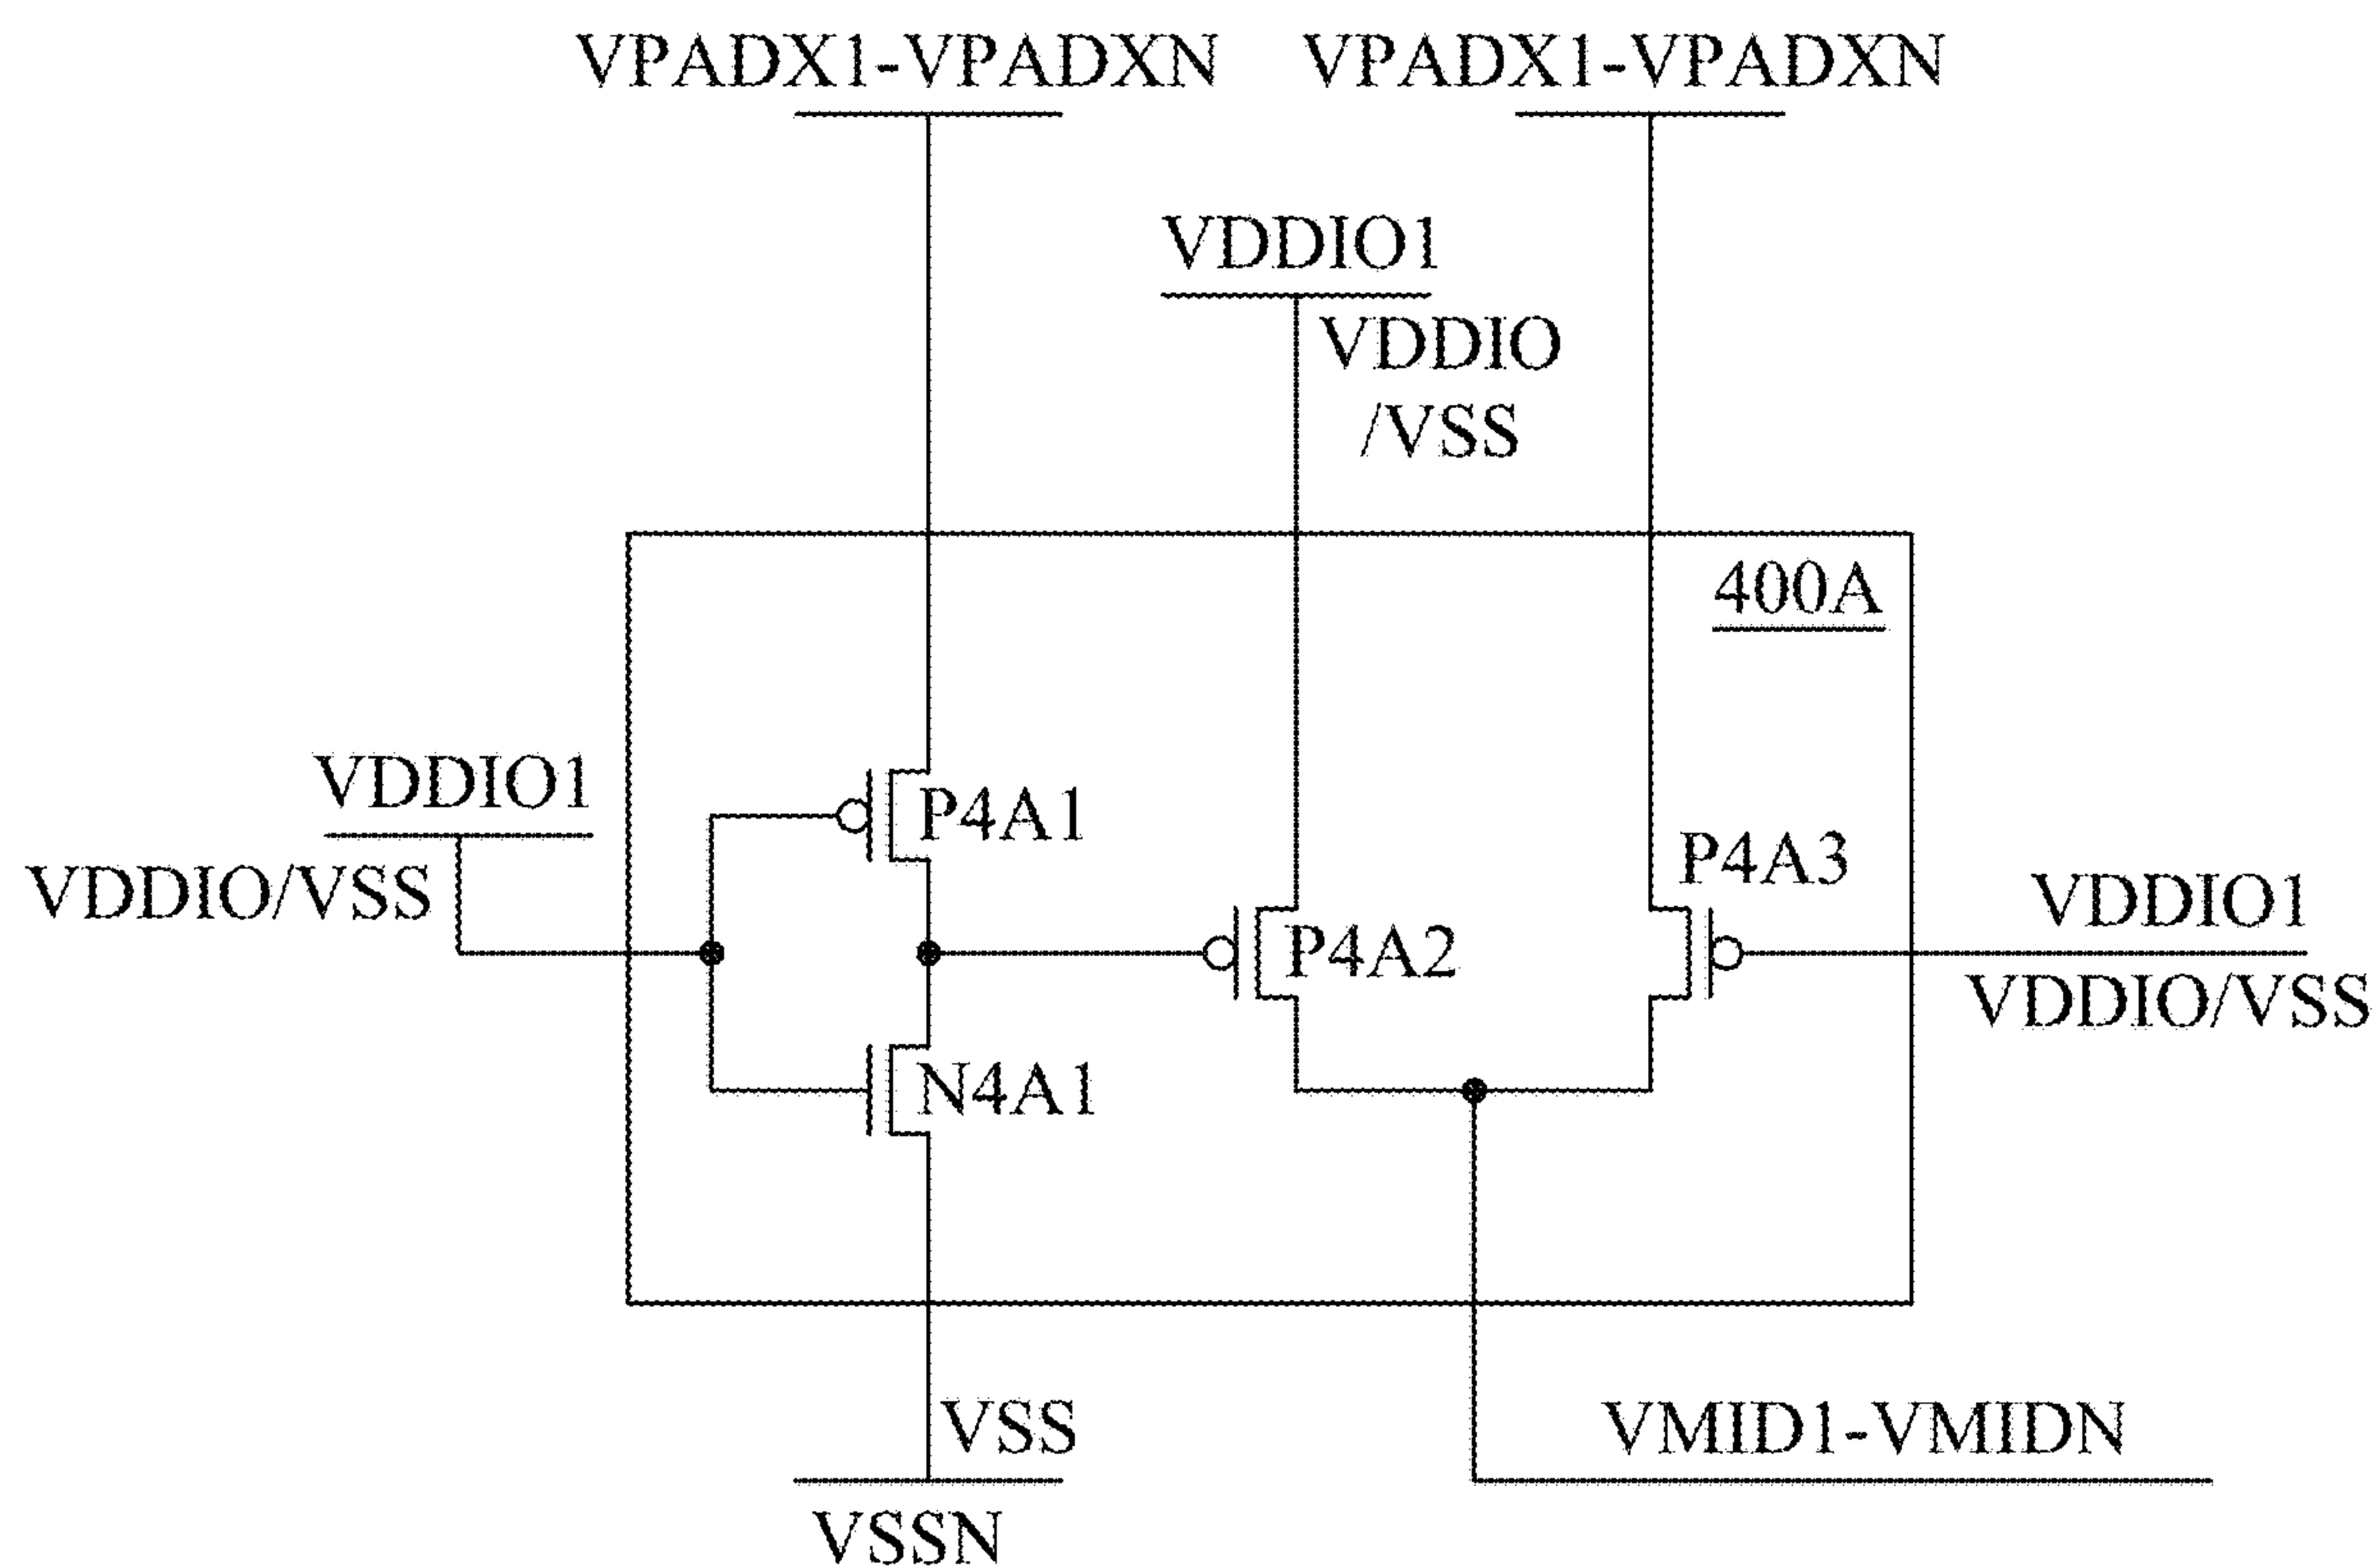 VPADX1-VPADXN
VPADX1-VPADXN
VDDIO1
VDDIO
/VSS
400A
VDDIO1
VDDIO/VSS
P4A1
P4A3
P4A2
VDDIO1
VDDIO/VSS
N4A1
VSS
VSSN
VMID1-VMIDN